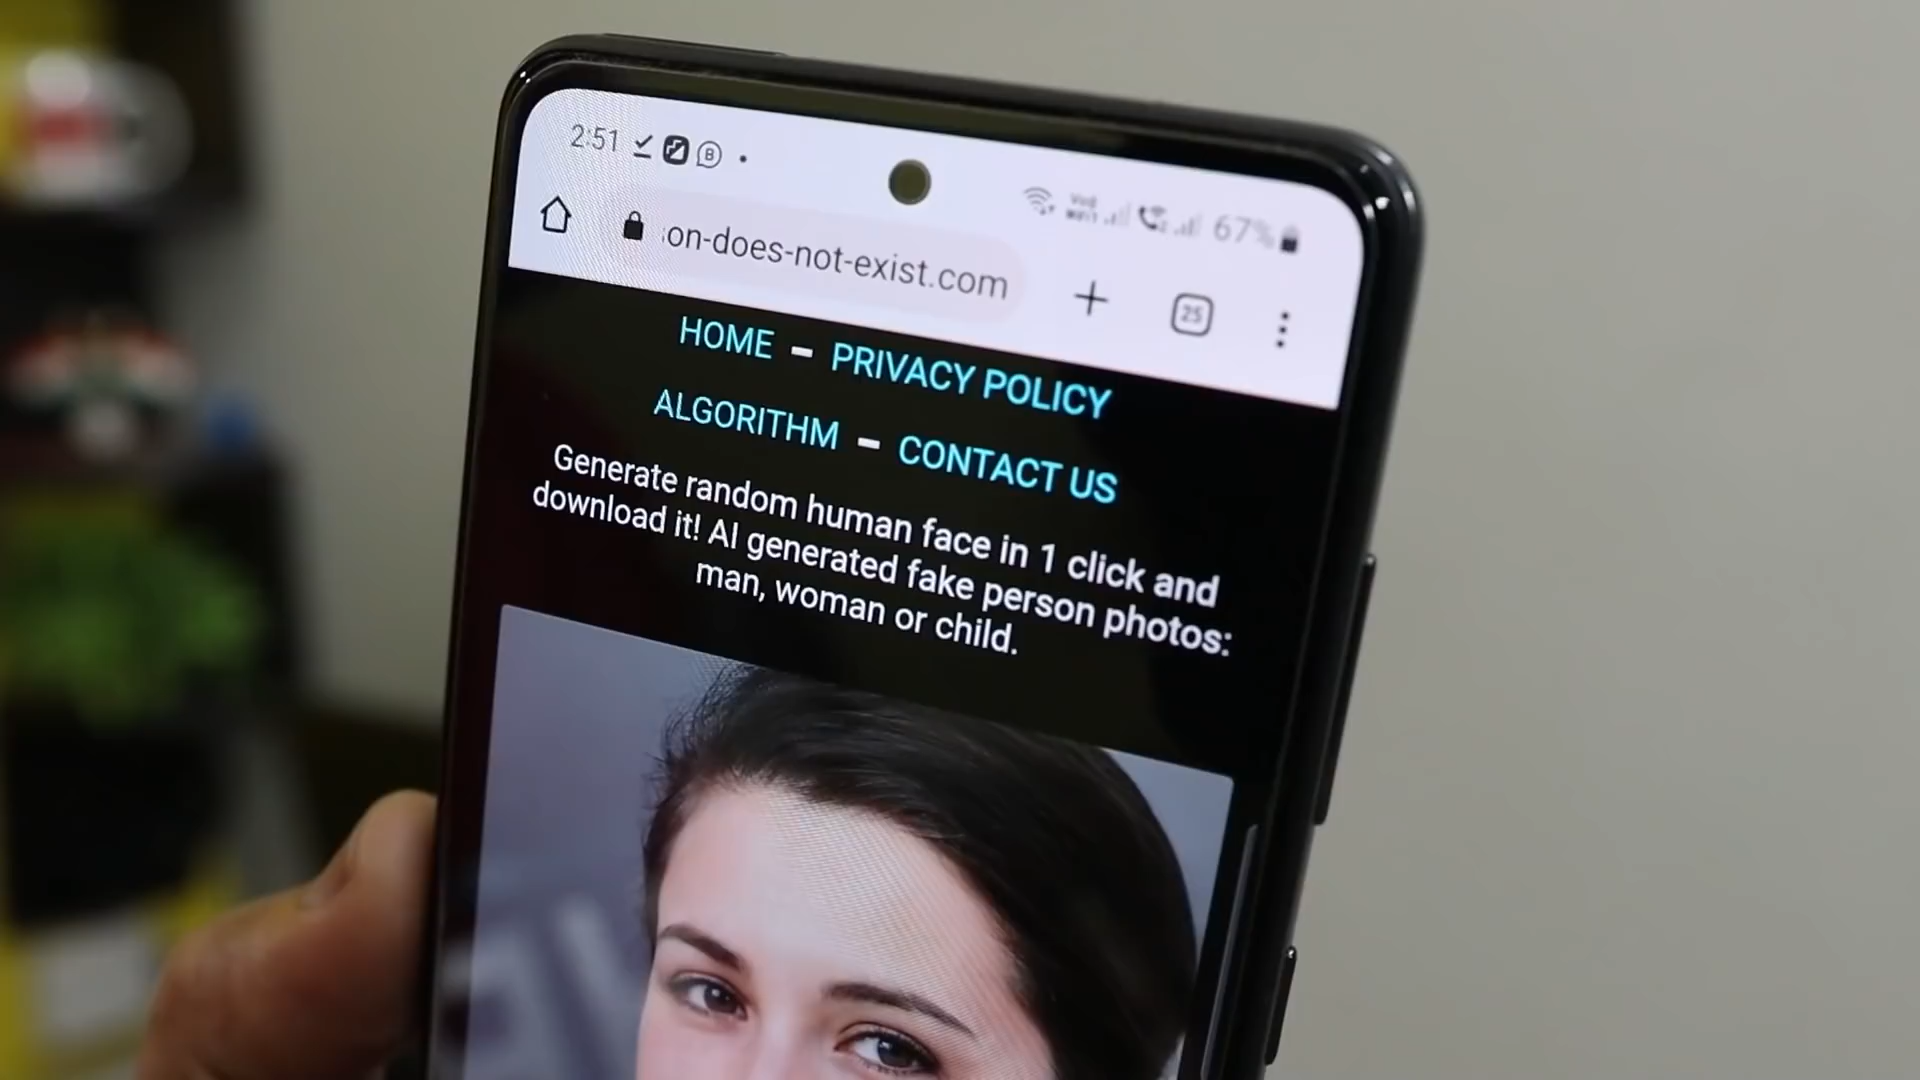 2:51
67%
on-does-not-exist.com
25
HOME – PRIVACY POLICY
ALGORITHM – CONTACT US
Generate random human face in 1 click and
download it! AI generated fake person photos:
man, woman or child.